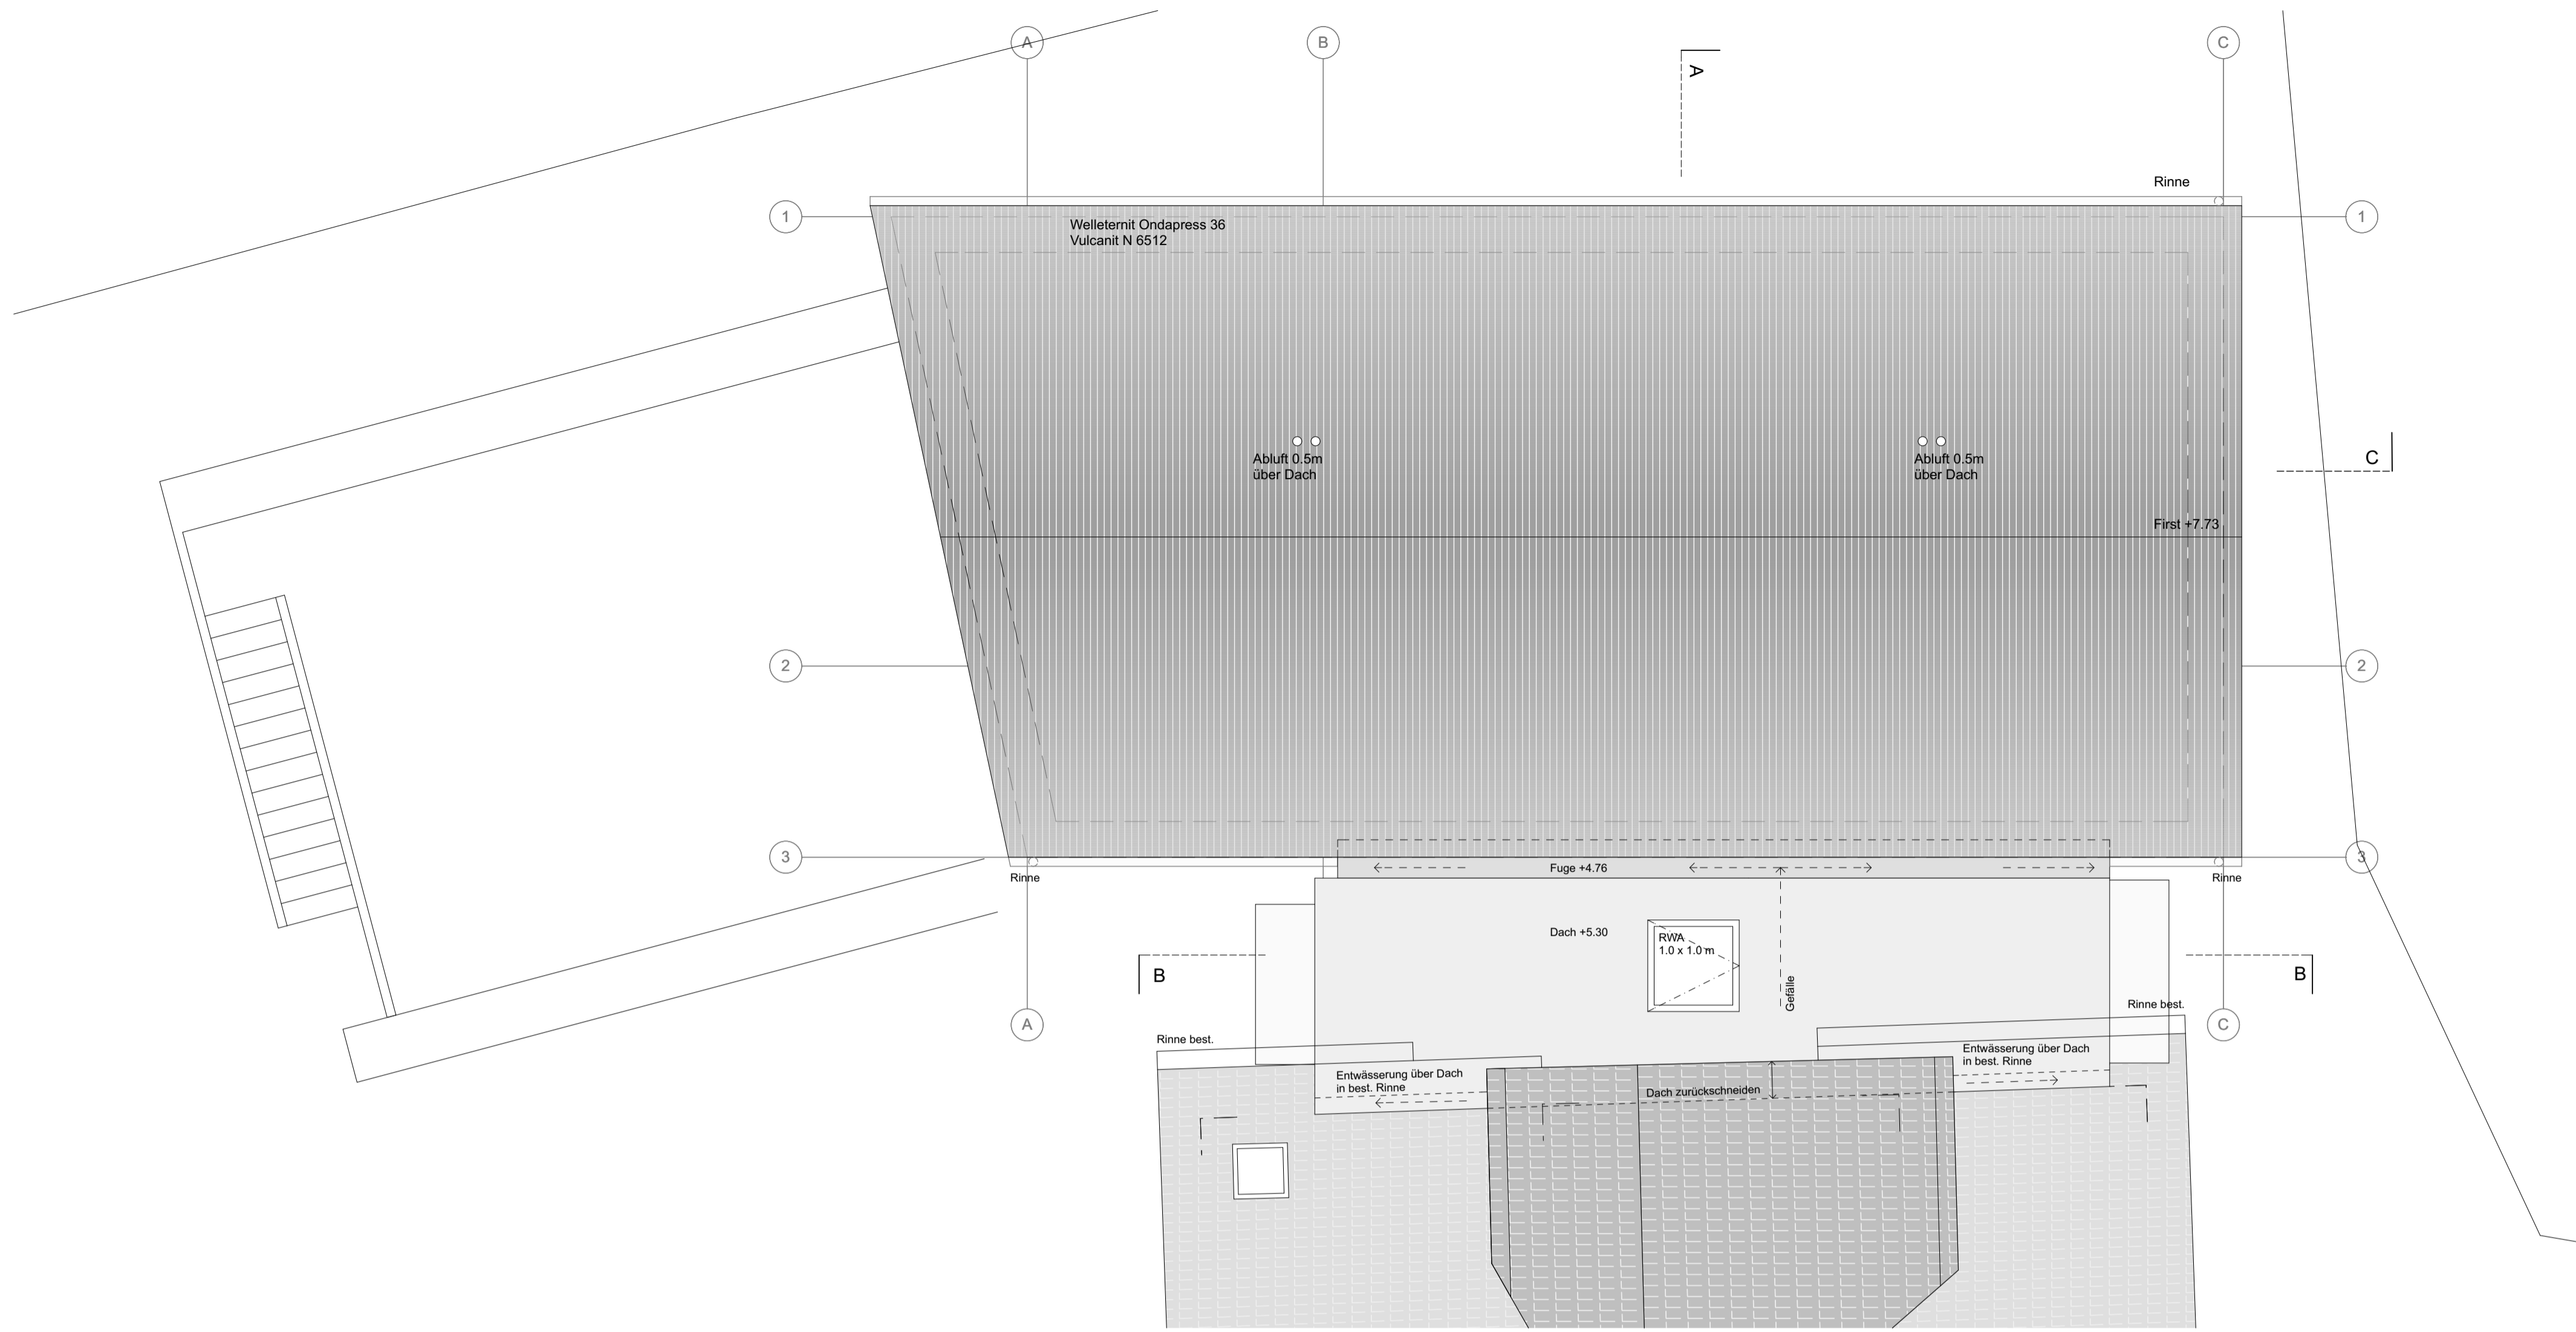 A
B
C
A
Rinne
1
1
Welleternit Ondapress 36
Vulcanit N 6512
Abluft 0.5m
über Dach
Abluft 0.5m
über Dach
C
First +7.73
2
2
3
3
Fuge +4.76
Rinne
Rinne
Dach +5.30
RWA
1.0 x 1.0 m
Gefälle
B
B
Rinne best.
A
C
Rinne best.
Entwässerung über Dach
in best. Rinne
Entwässerung über Dach
in best. Rinne
Dach zurückschneiden